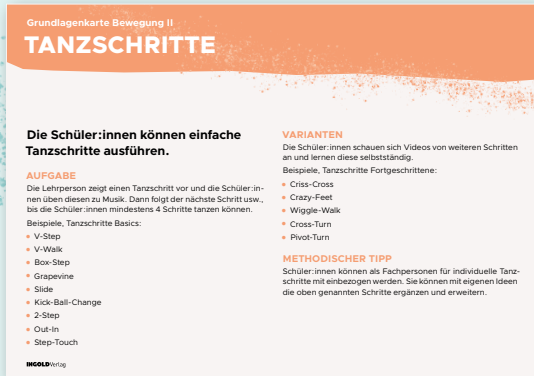 Grundlagenkarte Bewegung II
TANZSCHRITTE
Die Schüler:innen können einfache
Tanzschritte ausführen.
AUFGABE
Die Lehrperson zeigt einen Tanzschritt vor und die Schüler:in-
nen üben diesen zu Musik. Dann folgt der nächste Schritt usw.,
bis die Schüler:innen mindestens 4 Schritte tanzen können.
Beispiele, Tanzschritte Basics:
• V-Step
• V-Walk
• Box-Step
• Grapevine
• Slide
• Kick-Ball-Change
• 2-Step
• Out-In
• Step-Touch
INGOLDVerlag
VARIANTEN
Die Schüler:innen schauen sich Videos von weiteren Schritten
an und lernen diese selbstständig.
Beispiele, Tanzschritte Fortgeschrittene:
• Criss-Cross
• Crazy-Feet
• Wiggle-Walk
• Cross-Turn
• Pivot-Turn
METHODISCHER TIPP
Schüler:innen können als Fachpersonen für individuelle Tanz-
schritte mit einbezogen werden. Sie können mit eigenen Ideen
die oben genannten Schritte ergänzen und erweitern.